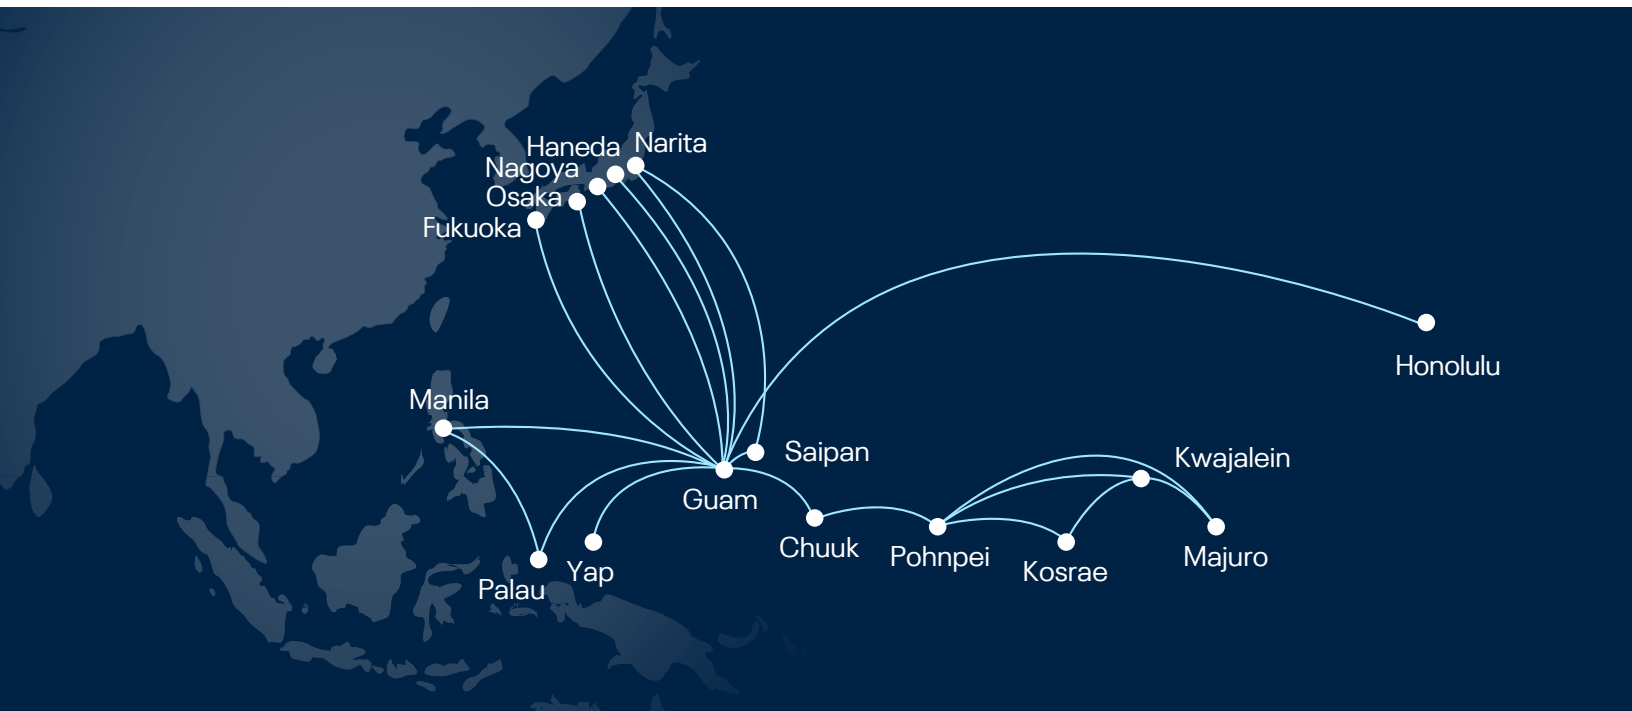 Haneda
Narita
Nagoya
Osaka
Fukuoka
Honolulu
Manila
Saipan
Kwajalein
Guam
Chuuk
Pohnpei
Majuro
Kosrae
Yap
Palau